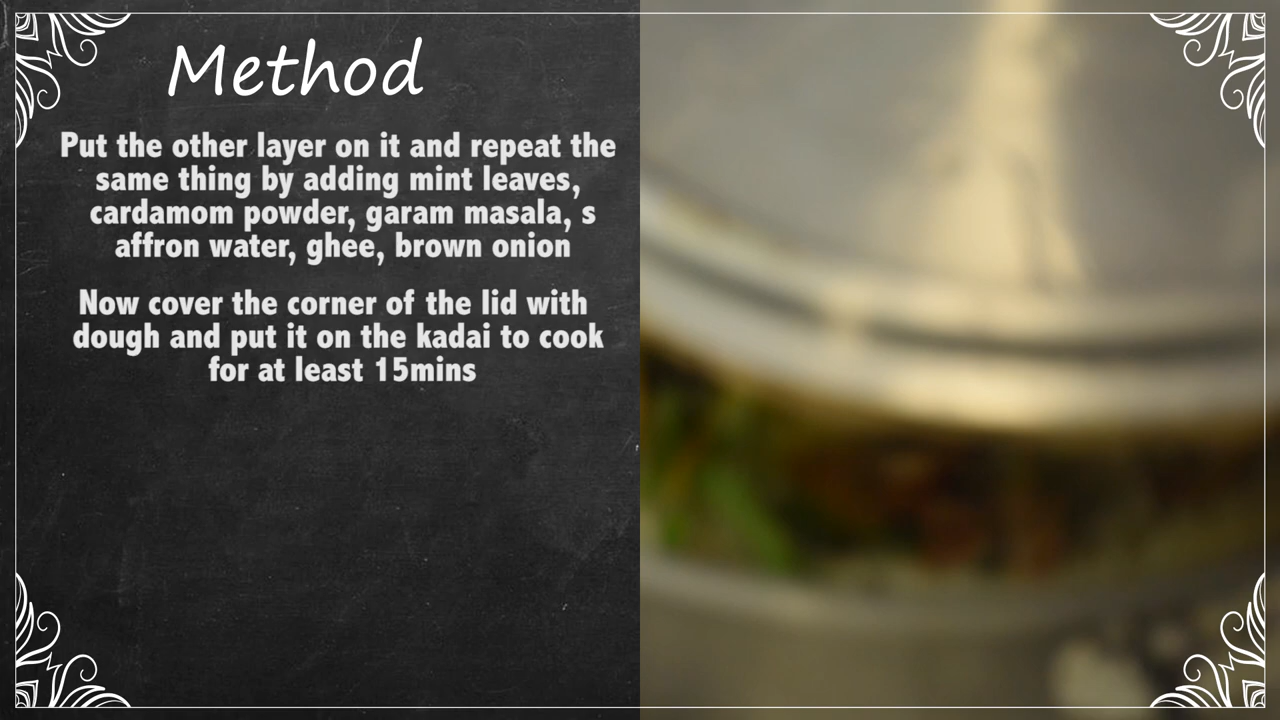 Method
Put the other layer on it and repeat the
same thing by adding mint leaves,
cardamom powder, garam masala, s
affron water, ghee, brown onion
Now cover the corner of the lid with
dough and put it on the kadai to cook
for at least 15mins